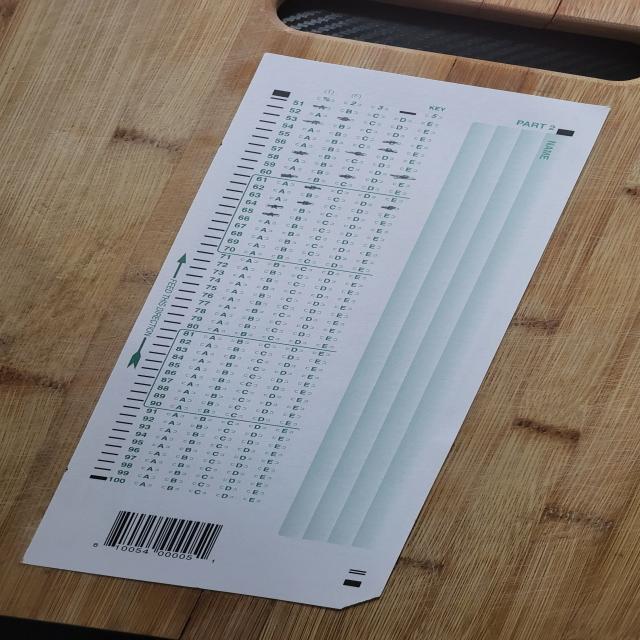 PART 2
NAME
(T) (F) KEY
% 2 3 5
51 A B C D E
52 A B C D E
53 A B C D E
54 A B C D E
55 A B C D E
56 A B C D E
57 A B C D E
58 A B C D E
59 A B C D E
60 A B C D E
61 A B C D E
62 A B C D E
63 A B C D E
64 A B C D E
65 A B C D E
66 A B C D E
67 A B C D E
68 A B C D E
69 A B C D E
70 A B C D E
71 A B C D E
72 A B C D E
73 A B C D E
74 A B C D E
75 A B C D E
76 A B C D E
77 A B C D E
78 A B C D E
79 A B C D E
80 A B C D E
81 A B C D E
82 A B C D E
83 A B C D E
84 A B C D E
85 A B C D E
86 A B C D E
87 A B C D E
88 A B C D E
89 A B C D E
90 A B C D E
91 A B C D E
92 A B C D E
93 A B C D E
94 A B C D E
95 A B C D E
96 A B C D E
97 A B C D E
98 A B C D E
99 A B C D E
100 A B C D E
FEED THIS DIRECTION
6 10054 00005 1